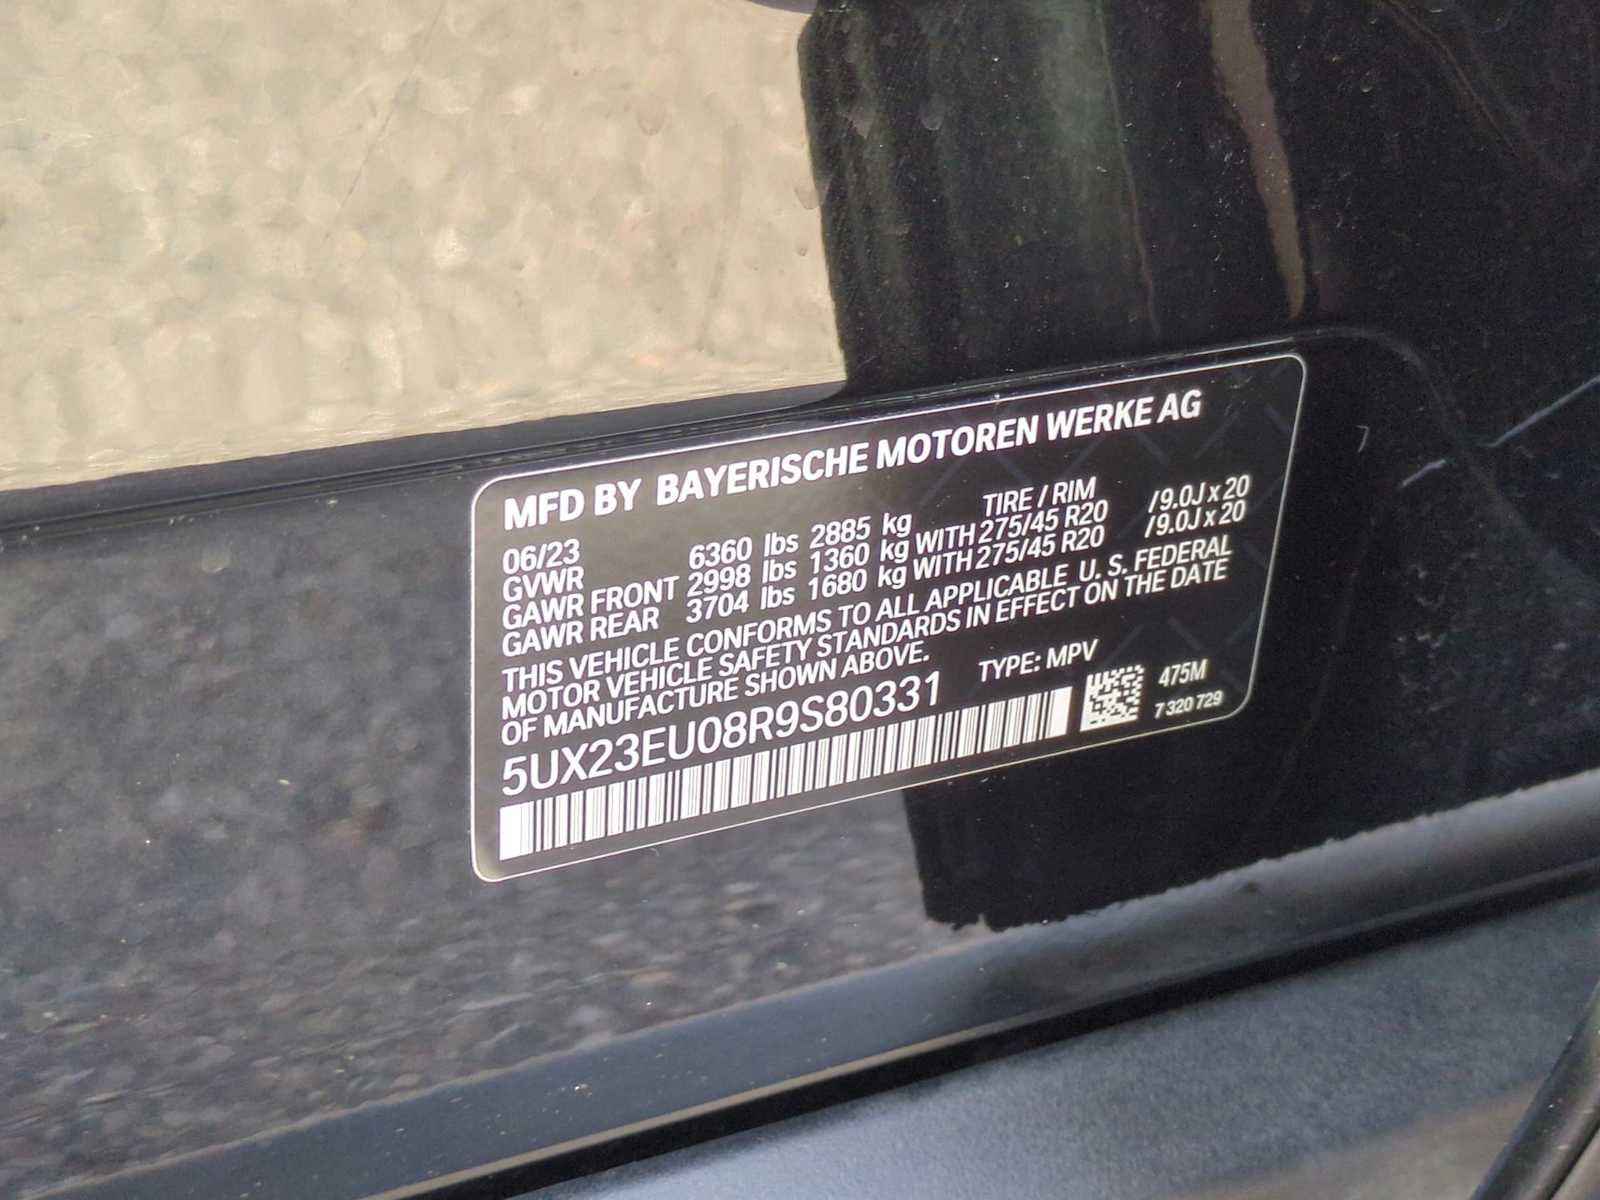 MFD BY BAYERISCHE MOTOREN WERKE AG
06/23 TIRE / RIM
GVWR 6360 lbs 2885 kg
GAWR FRONT 2998 lbs 1360 kg WITH 275/45 R20 /9.0J x 20
GAWR REAR 3704 lbs 1680 kg WITH 275/45 R20 /9.0J x 20
THIS VEHICLE CONFORMS TO ALL APPLICABLE U. S. FEDERAL
MOTOR VEHICLE SAFETY STANDARDS IN EFFECT ON THE DATE
OF MANUFACTURE SHOWN ABOVE.
5UX23EU08R9S80331 TYPE: MPV
475M
7 320 729